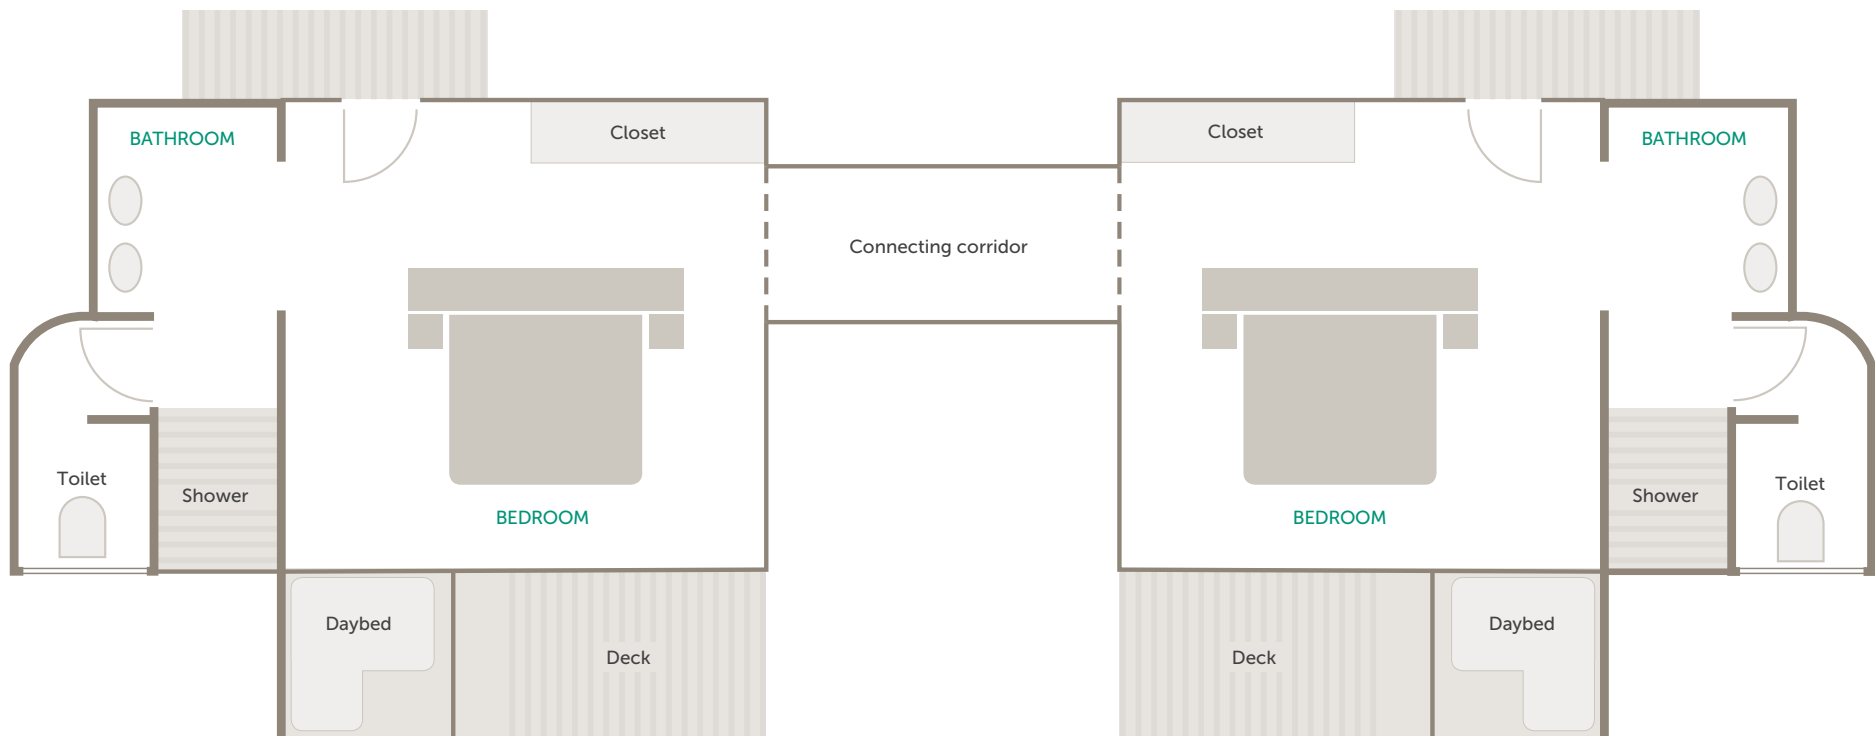 Closet
Closet
BATHROOM
BATHROOM
Connecting corridor
Toilet
Shower
BEDROOM
BEDROOM
Shower
Toilet
Daybed
Deck
Deck
Daybed